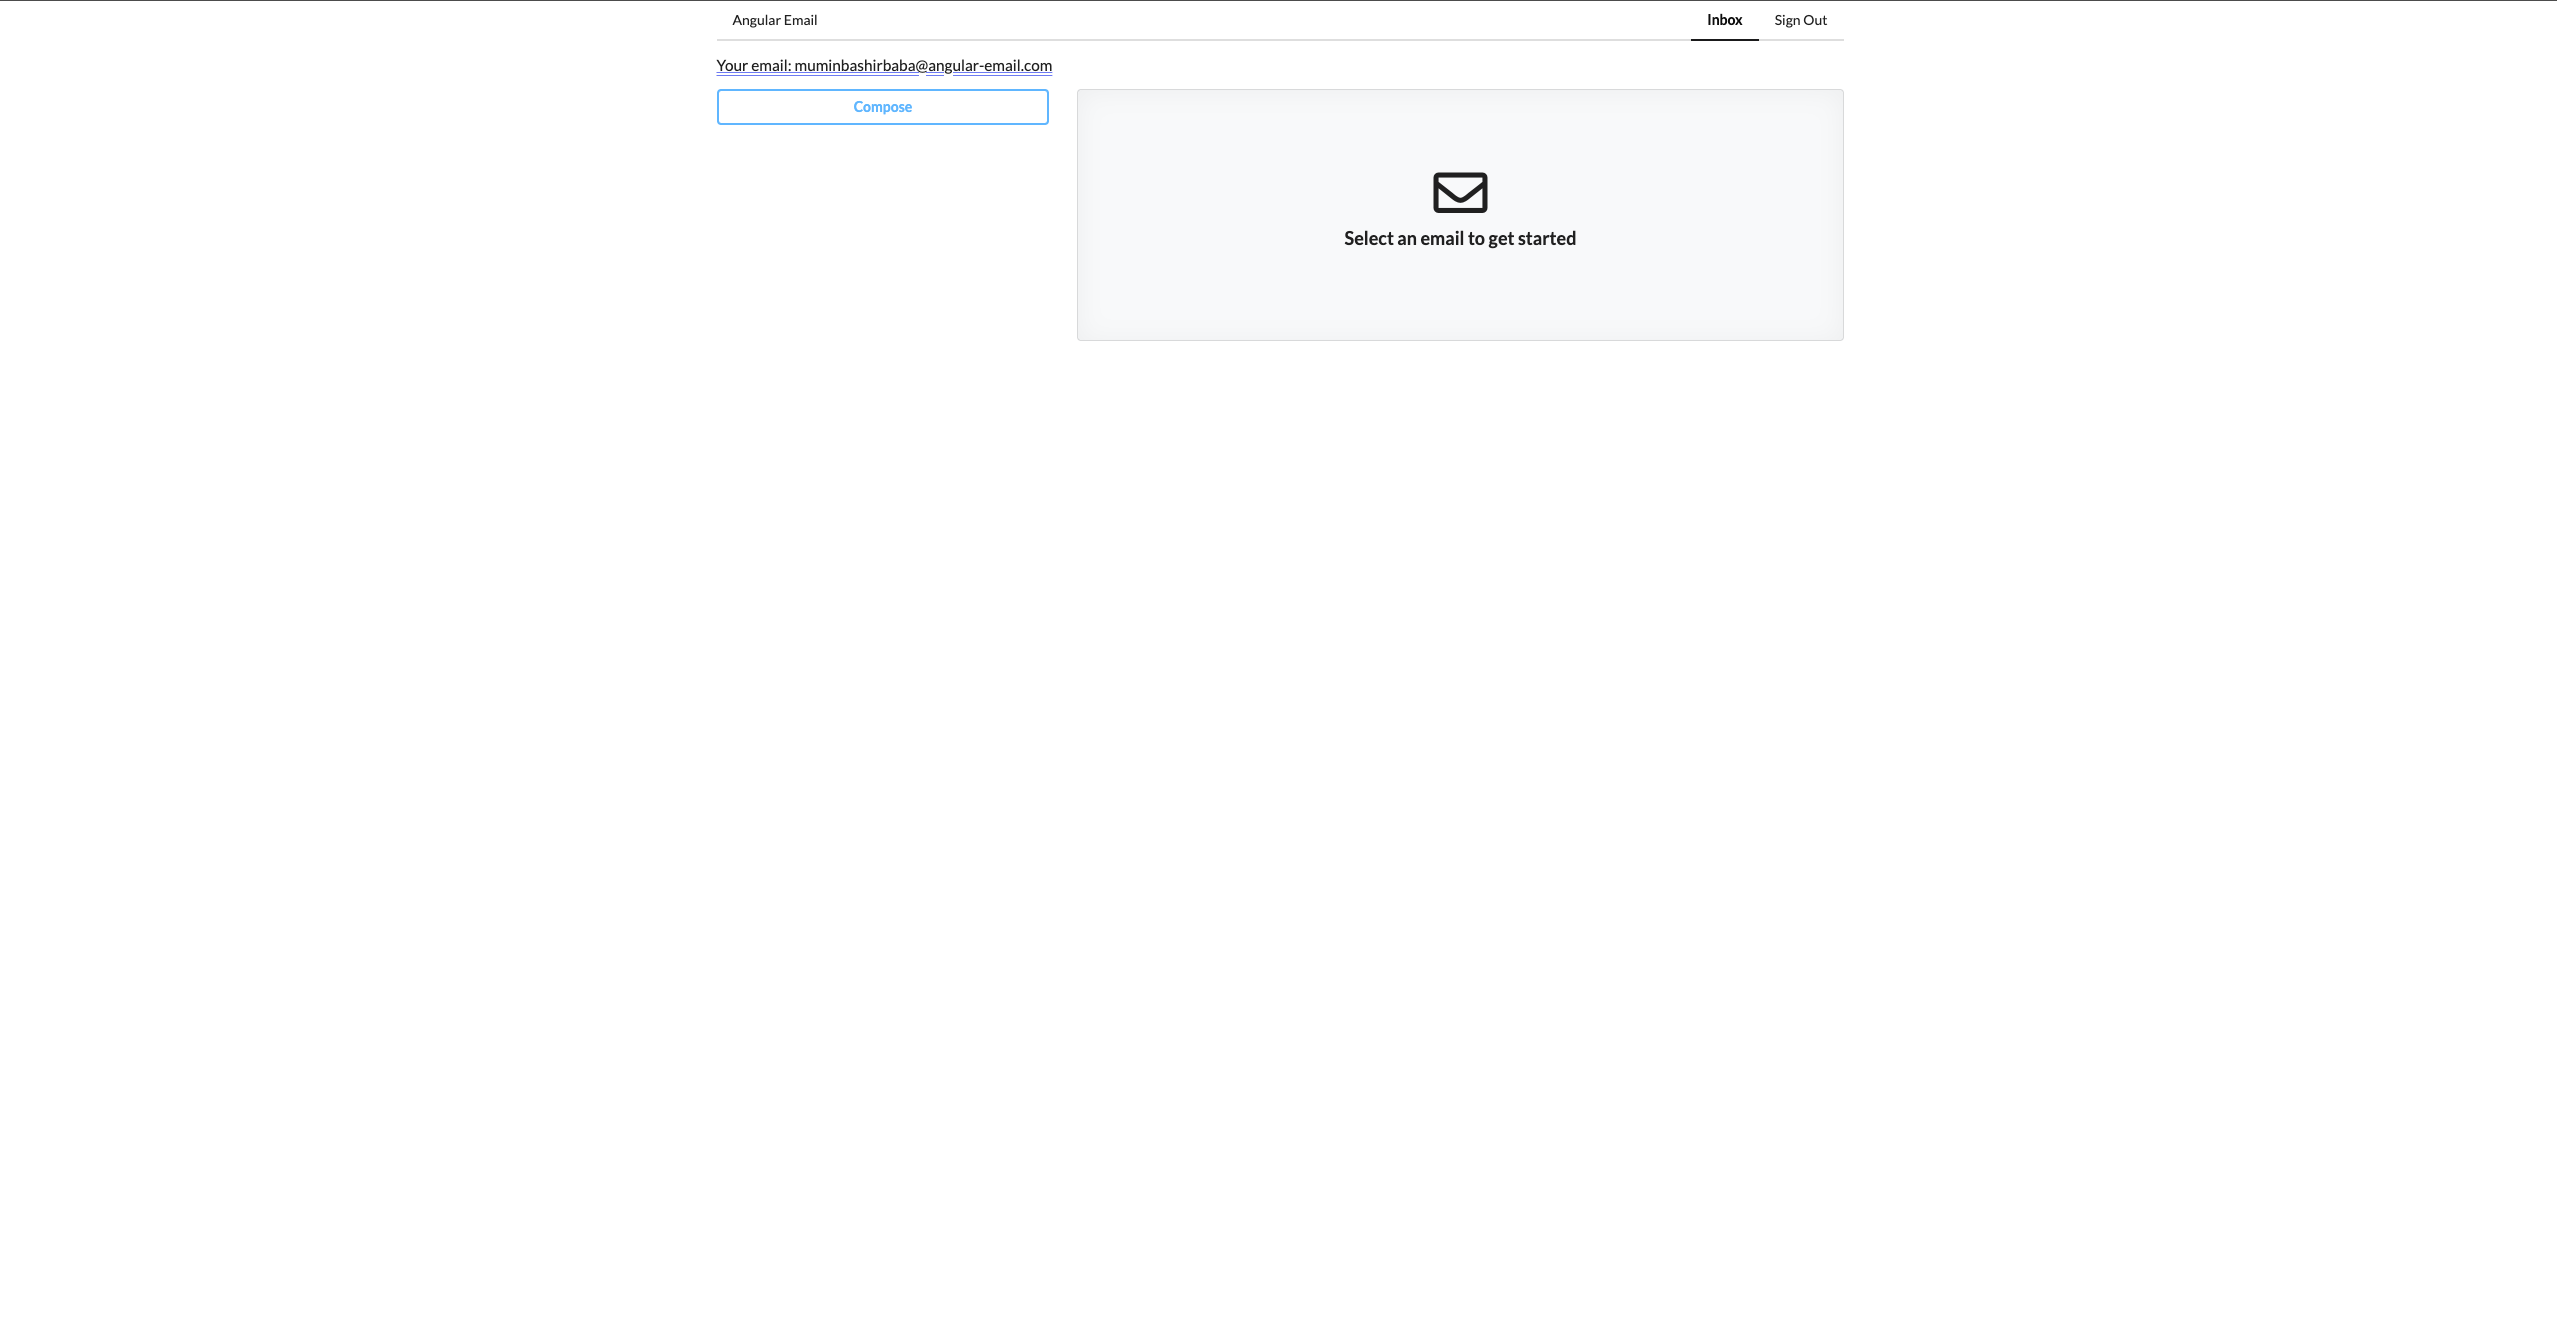 Angular Email Inbox Sign Out
Your email: muminbashirbaba@angular-email.com
Compose
Select an email to get started